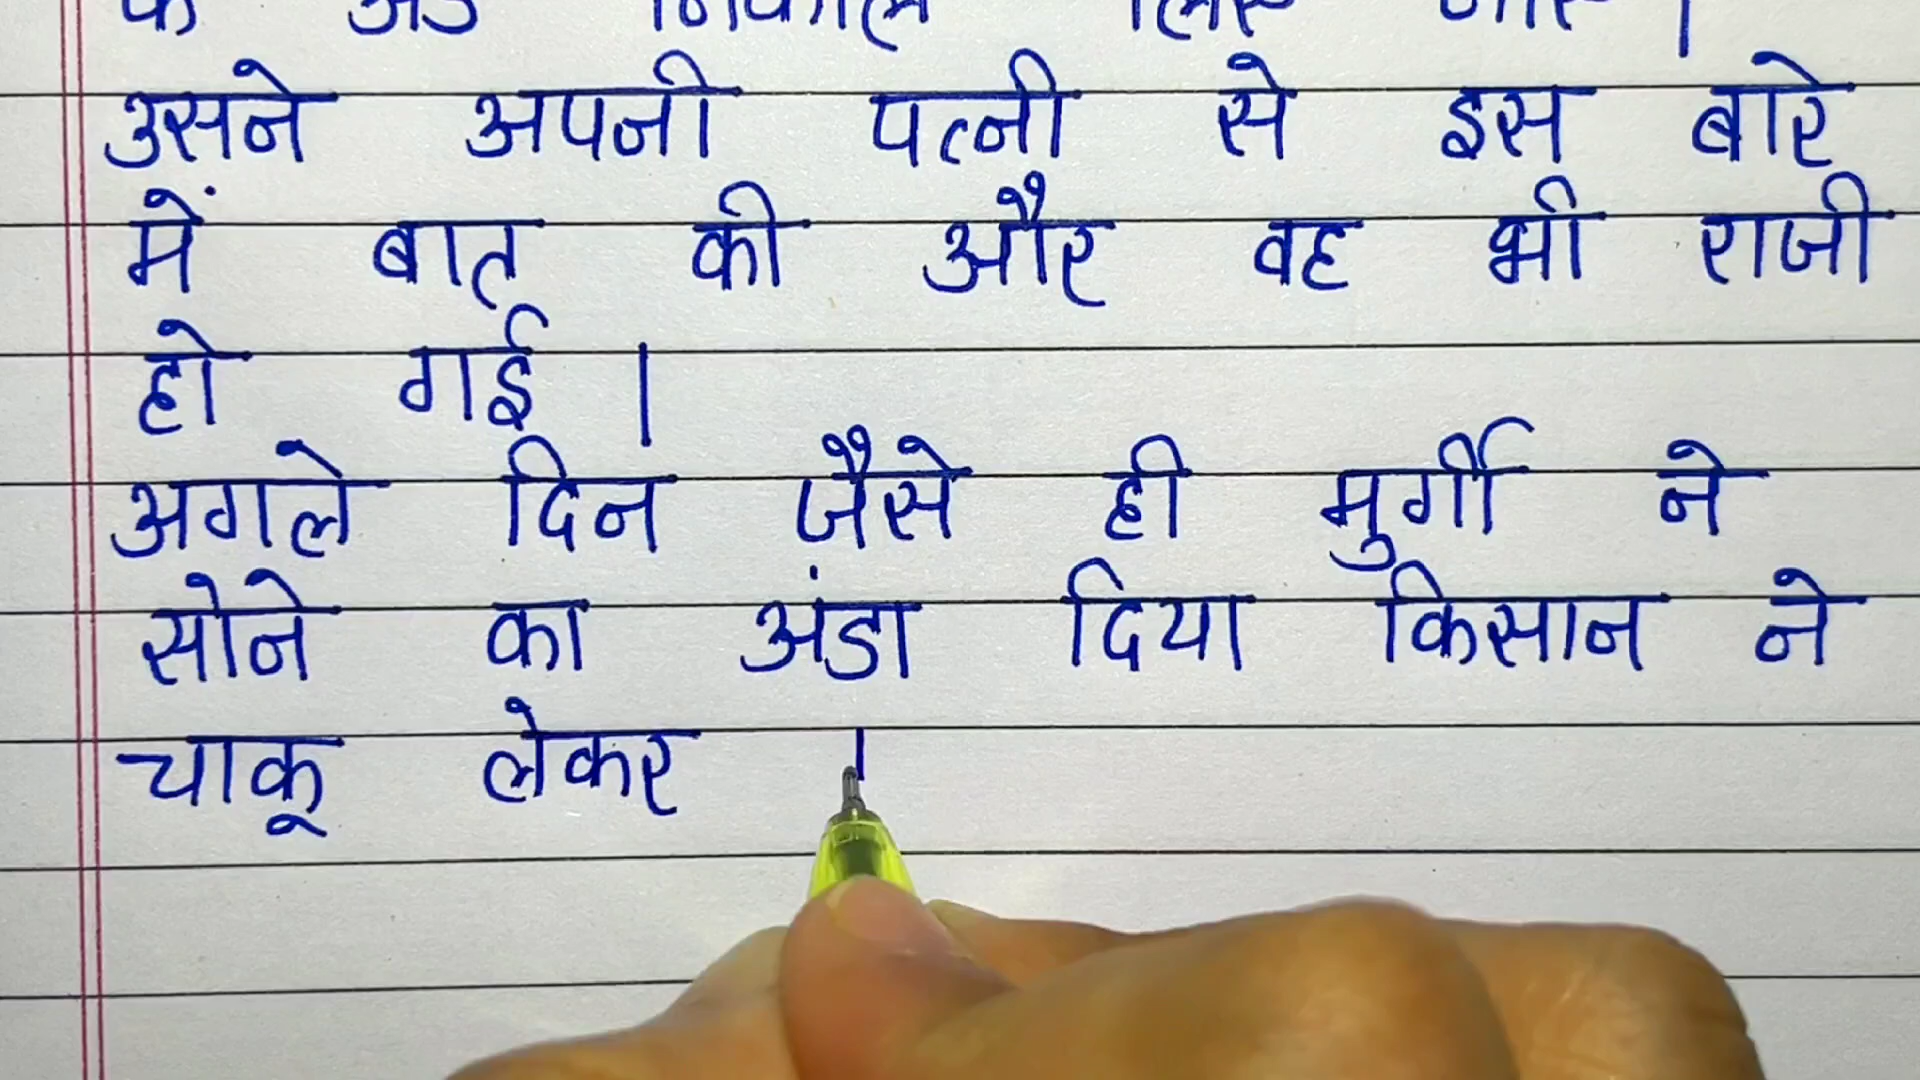 के अंडे निकाल लिए जाएं।
उसने अपनी पत्नी से इस बारे
में बात की और वह भी राजी
हो गई।
अगले दिन जैसे ही मुर्गी ने
सोने का अंडा दिया किसान ने
चाकू लेकर